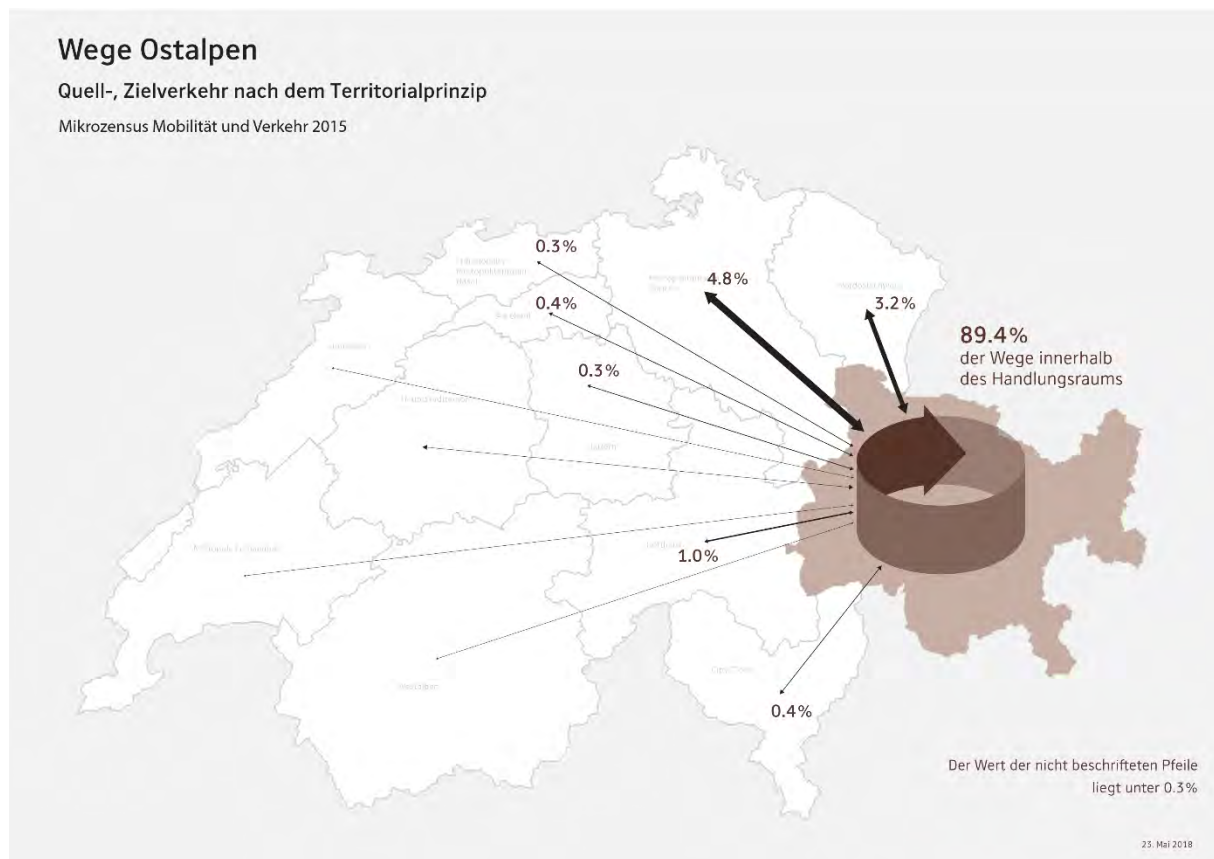 Wege Ostalpen
Quell-, Zielverkehr nach dem Territorialprinzip
Mikrozensus Mobilität und Verkehr 2015
0.3%
4.8%
0.4%
3.2%
89.4%
der Wege innerhalb
des Handlungsraums
0.3%
Luzern
1.0%
0.4%
Der Wert der nicht beschrifteten Pfeile
liegt unter 0.3%
23. Mai 2018